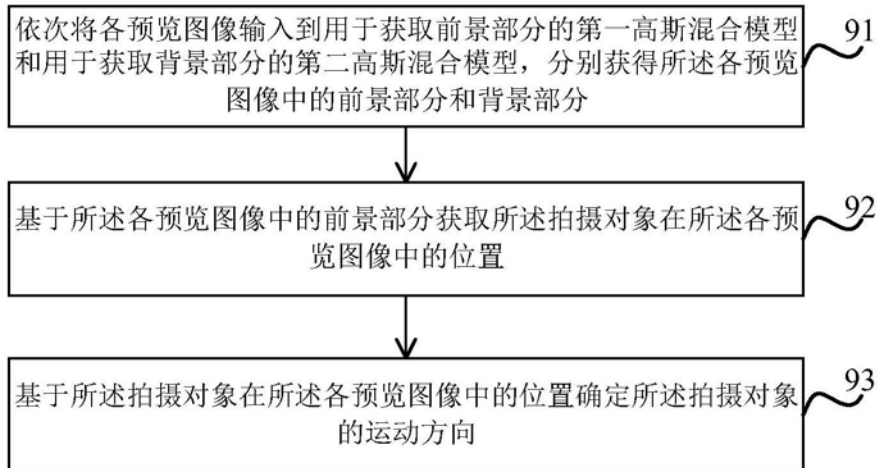 依次将各预览图像输入到用于获取前景部分的第一高斯混合模型
和用于获取背景部分的第二高斯混合模型，分别获得所述各预览
图像中的前景部分和背景部分
91
基于所述各预览图像中的前景部分获取所述拍摄对象在所述各预
览图像中的位置
92
基于所述拍摄对象在所述各预览图像中的位置确定所述拍摄对象
的运动方向
93